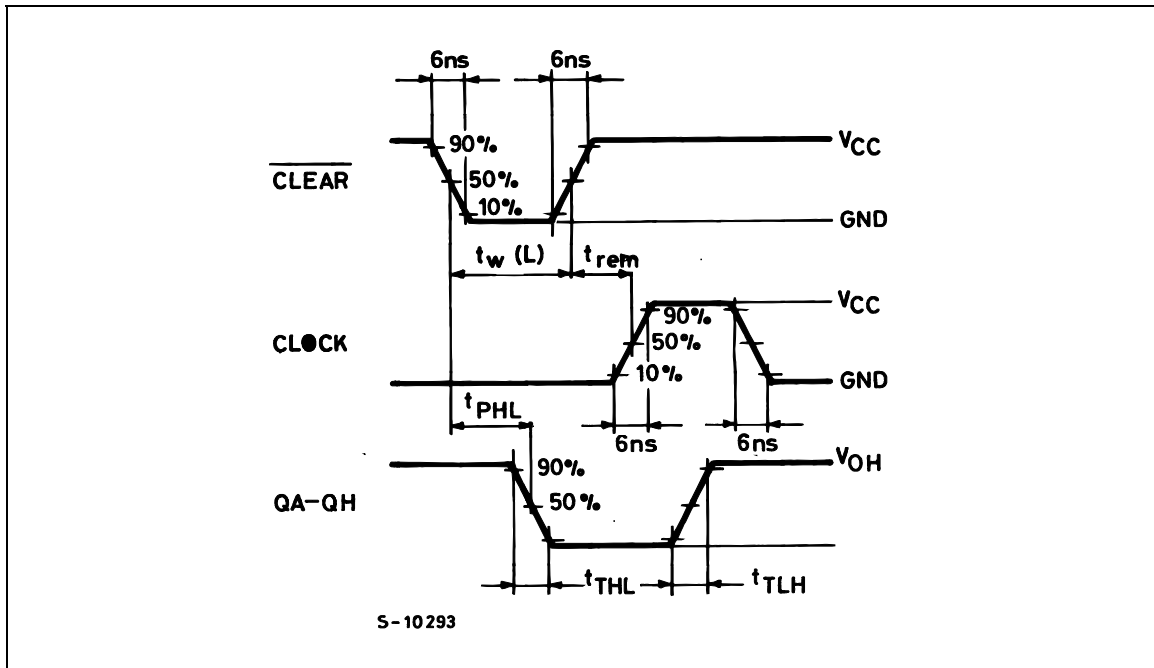 6ns 6ns
90% VCC
CLEAR 50%
10% GND
tw (L) trem
VCC
90%
CLOCK 50%
10% GND
tPHL
6ns 6ns
90% VOH
QA-QH 50%
tTHL tTLH
S-10293